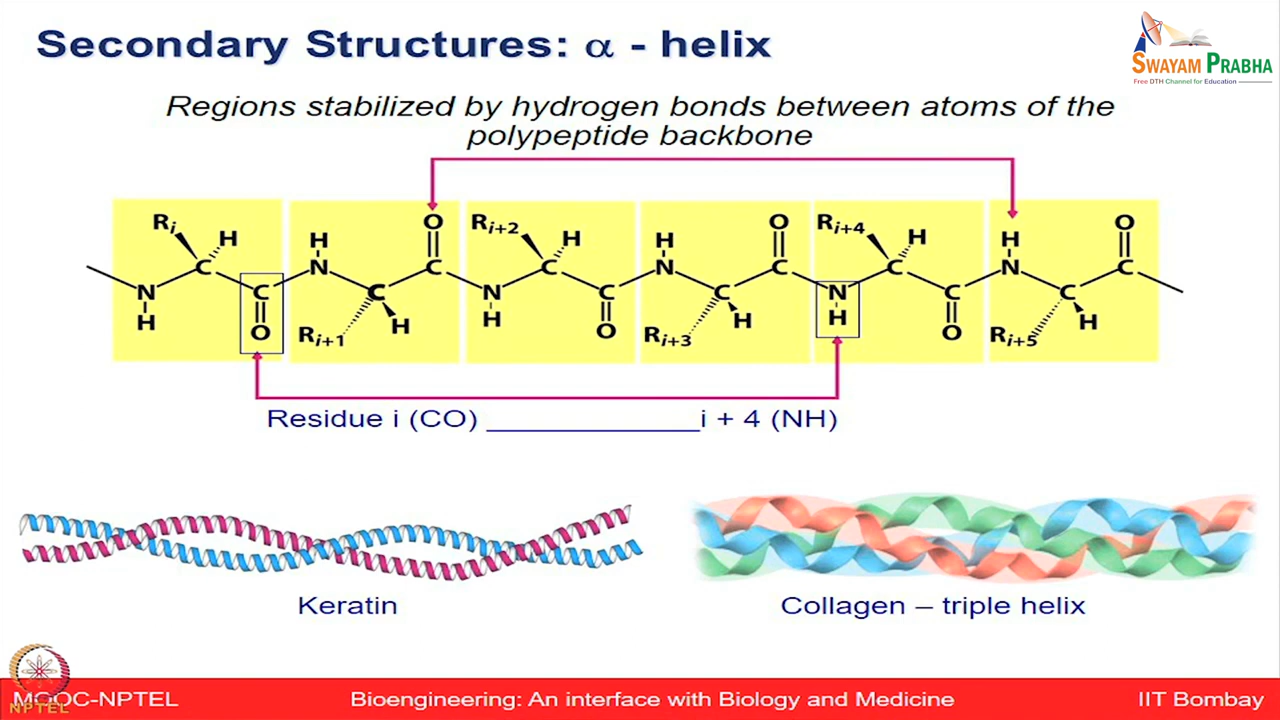 Secondary Structures: α - helix
SWAYAM PRABHA
Free DTH Channel for Education
Regions stabilized by hydrogen bonds between atoms of the
polypeptide backbone
Ri H H O Ri+2 H H O Ri+4 H H O
N C C N C C N C C N C C N C C N C C
H O Ri+1 H H O Ri+3 H H O Ri+5 H
Residue i (CO) ______________i + 4 (NH)
Keratin
Collagen – triple helix
MOOC-NPTEL
Bioengineering: An interface with Biology and Medicine
IIT Bombay
NPTEL